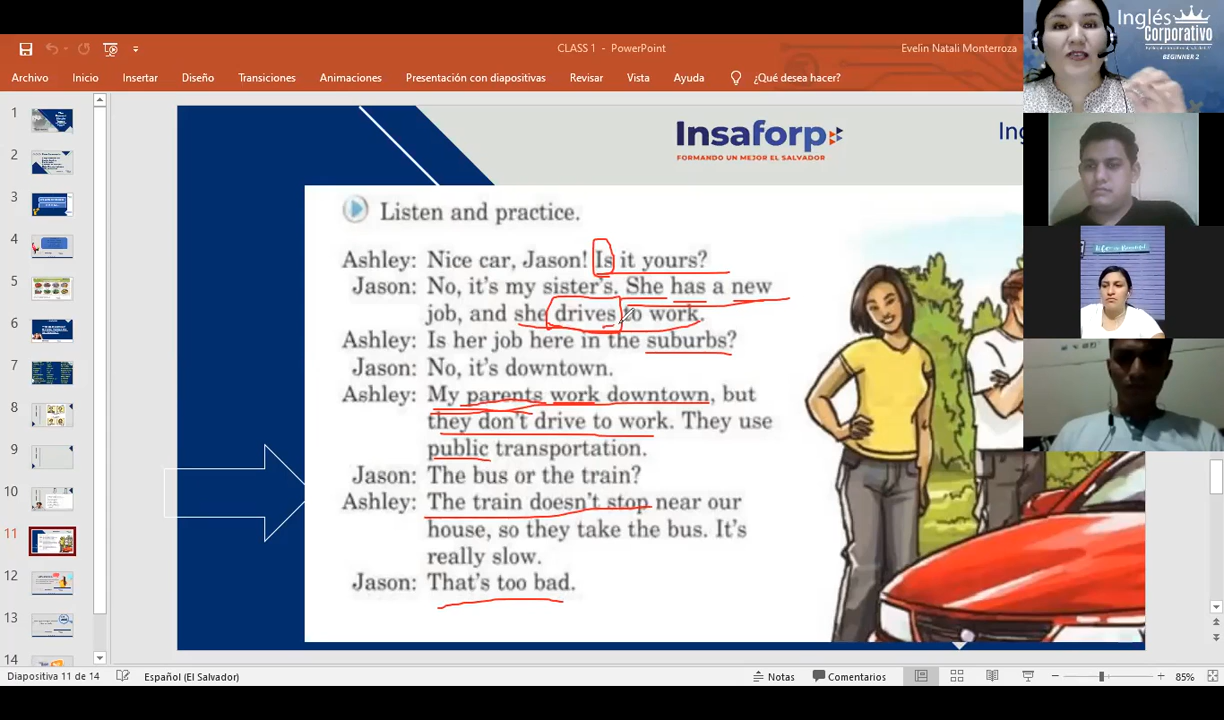 CLASS 1 - PowerPoint
Evelin Natali Monterroza
Archivo
Inicio
Insertar
Diseño
Transiciones
Animaciones
Presentación con diapositivas
Revisar
Vista
Ayuda
¿Qué desea hacer?
Inglés
Corporativo
BEGINNER 2
1
2
3
4
5
6
7
8
9
10
11
12
13
14
Insaforp
FORMANDO UN MEJOR EL SALVADOR
Ing
Listen and practice.
Ashley: Nice car, Jason! Is it yours?
Jason: No, it's my sister's. She has a new
job, and she drives to work.
Ashley: Is her job here in the suburbs?
Jason: No, it's downtown.
Ashley: My parents work downtown, but
they don't drive to work. They use
public transportation.
Jason: The bus or the train?
Ashley: The train doesn't stop near our
house, so they take the bus. It's
really slow.
Jason: That's too bad.
Diapositiva 11 de 14
Español (El Salvador)
Notas
Comentarios
85%